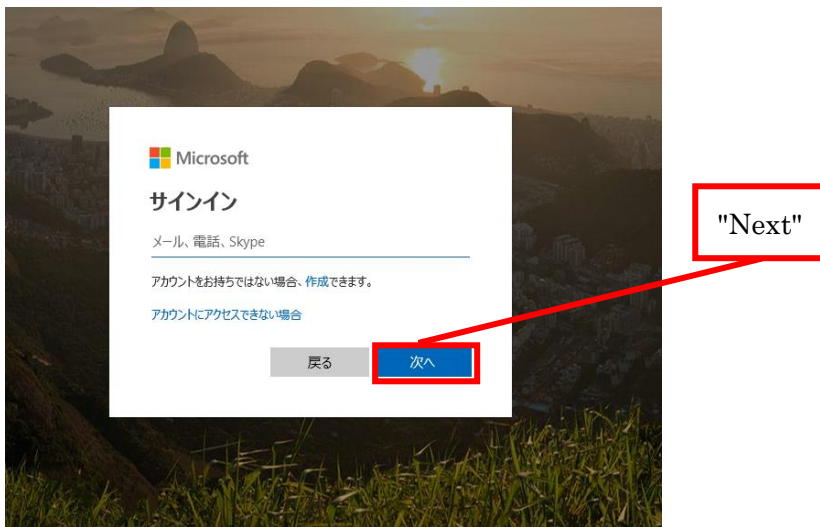 Microsoft
サインイン
メール、電話、Skype
アカウントをお持ちではない場合、作成できます。
アカウントにアクセスできない場合
戻る
次へ
"Next"